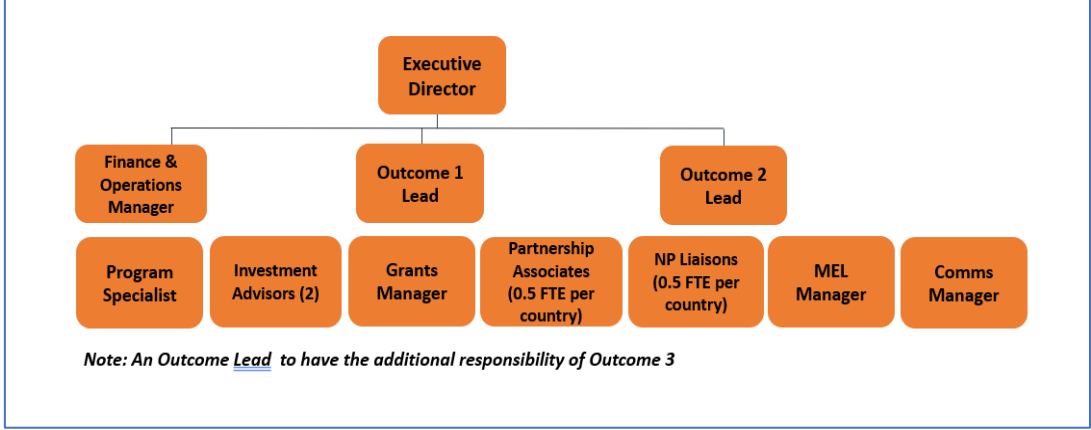 Executive
Director
Finance &
Operations
Manager
Outcome 1
Lead
Outcome 2
Lead
Program
Specialist
Investment
Advisors (2)
Grants
Manager
Partnership
Associates
(0.5 FTE per
country)
NP Liaisons
(0.5 FTE per
country)
MEL
Manager
Comms
Manager
Note: An Outcome Lead to have the additional responsibility of Outcome 3